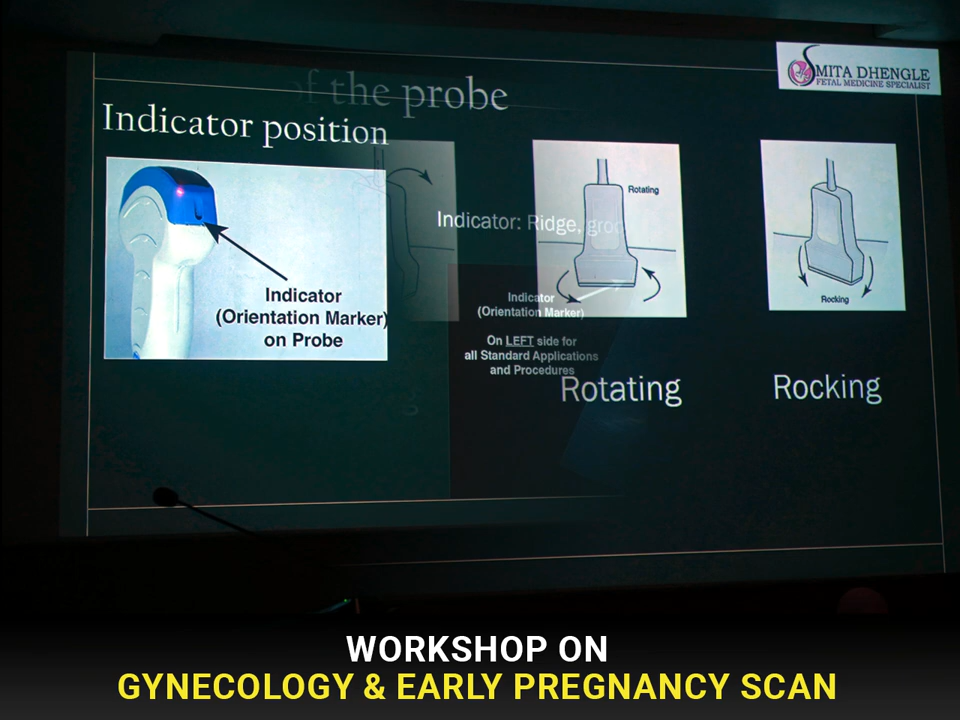 SMITA DHENGLE
FETAL MEDICINE SPECIALIST
of the probe
Indicator position
Rotating
Indicator: Ridge, groo
Indicator
(Orientation Marker)
on Probe
Indicator
(Orientation Marker)
On LEFT side for
all Standard Applications
and Procedures
Rocking
Rotating
Rocking
WORKSHOP ON
GYNECOLOGY & EARLY PREGNANCY SCAN